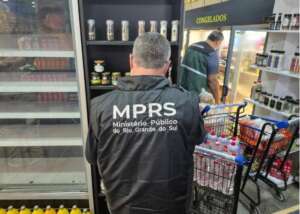 CONGELADOS
MPRS
Ministério Público
do Rio Grande do Sul